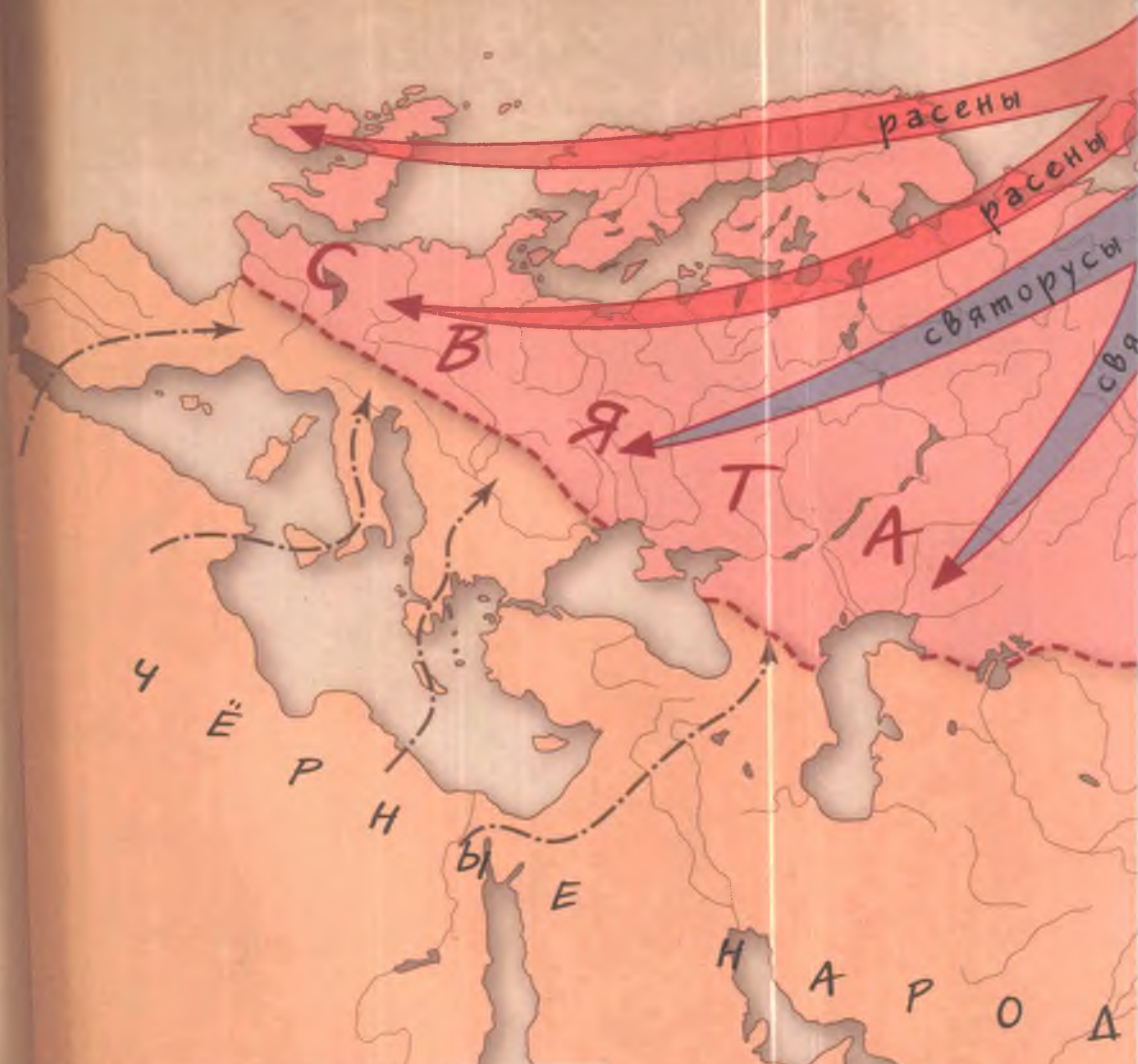 расены
расены
святорусы
свя
С В Я Т А
Ч Ё Р Н Ы Е Н А Р О Д